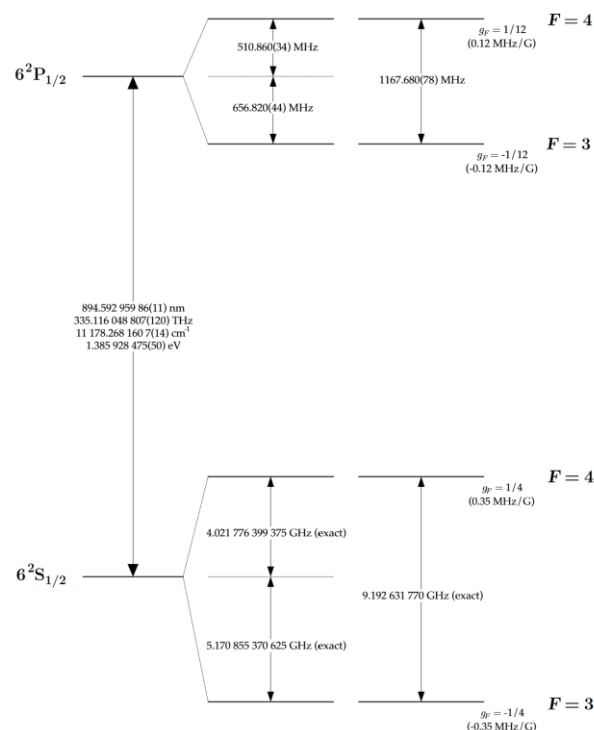 F = 4
g_F = 1/12
(0.12 MHz/G)
510.860(34) MHz
6²P₁/₂
1167.680(78) MHz
656.820(44) MHz
F = 3
g_F = -1/12
(-0.12 MHz/G)
894.592 959 86(11) nm
335.116 048 807(120) THz
11 178.268 160 7(14) cm⁻¹
1.385 928 475(50) eV
F = 4
g_F = 1/4
(0.35 MHz/G)
4.021 776 399 375 GHz (exact)
6²S₁/₂
9.192 631 770 GHz (exact)
5.170 855 370 625 GHz (exact)
F = 3
g_F = -1/4
(-0.35 MHz/G)